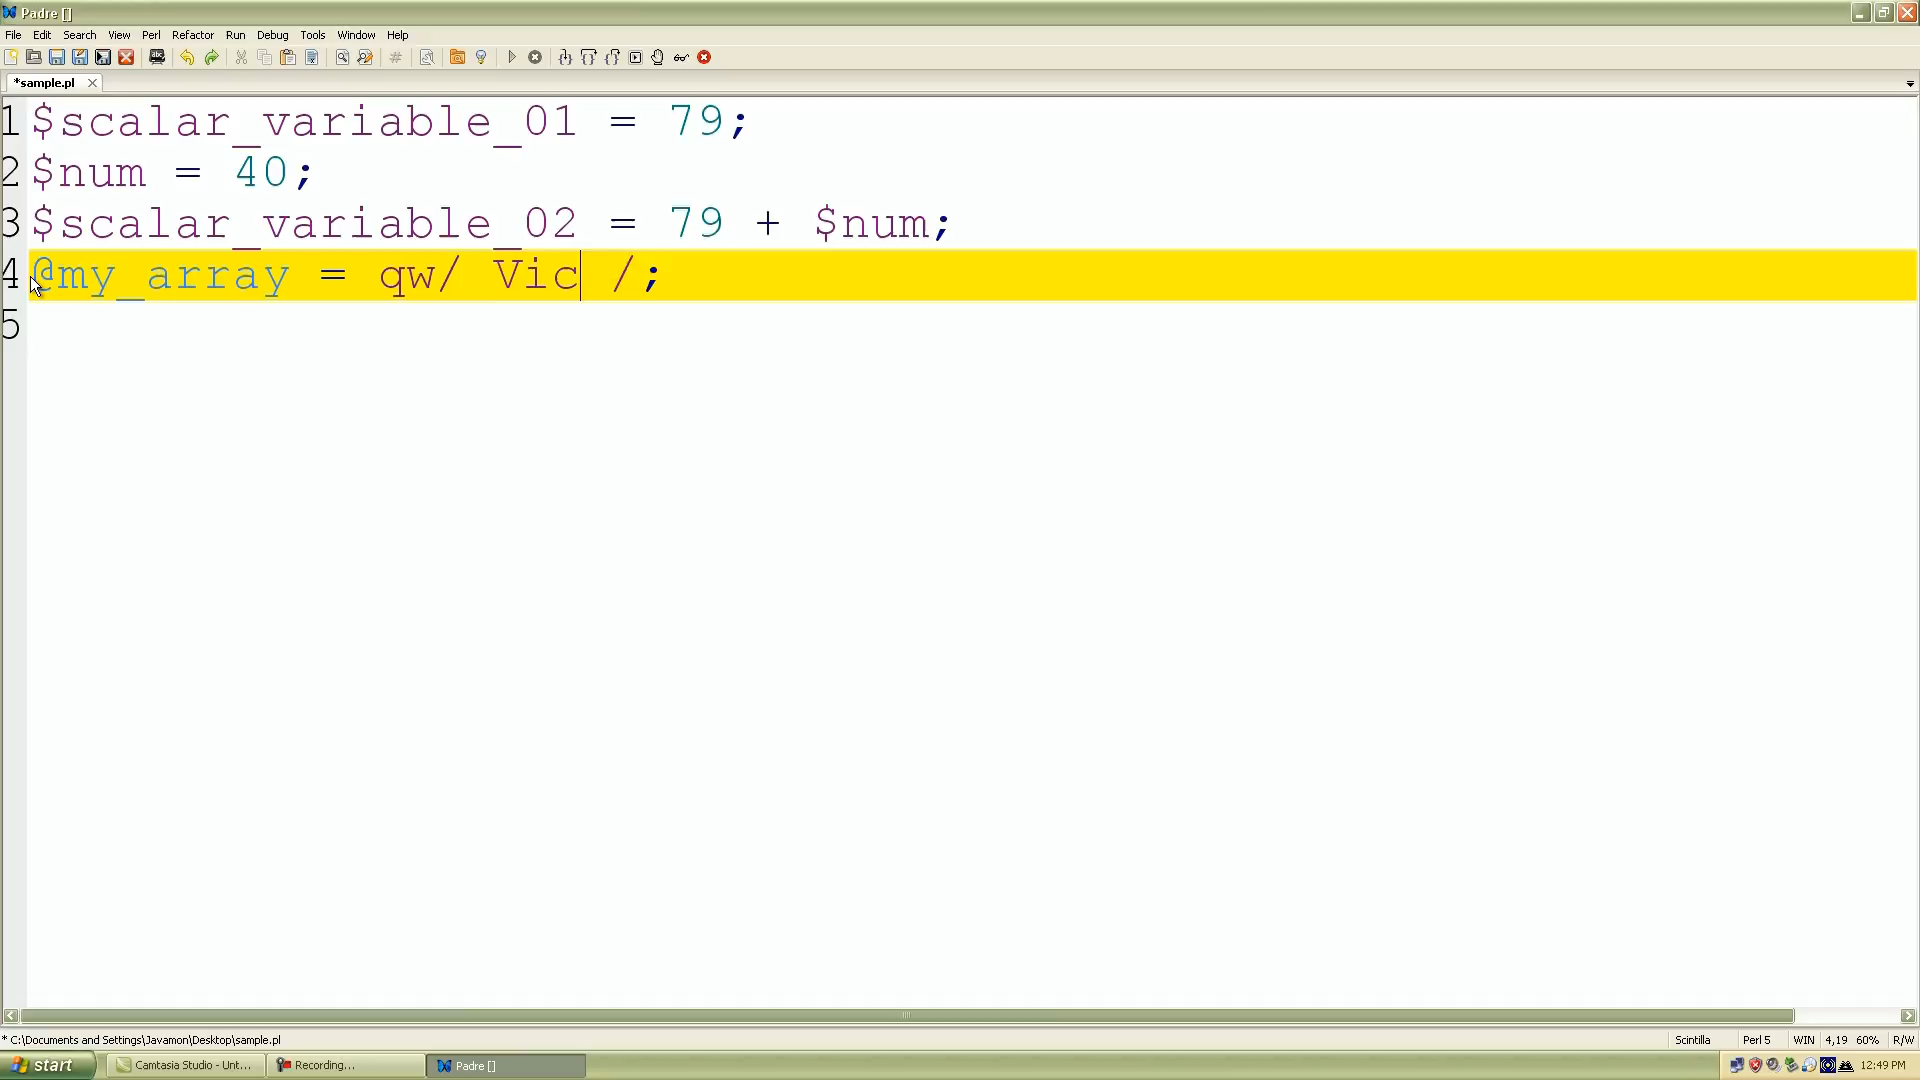 Padre []
File Edit Search View Perl Refactor Run Debug Tools Window Help
*sample.pl
1 $scalar_variable_01 = 79;
2 $num = 40;
3 $scalar_variable_02 = 79 + $num;
4 @my_array = qw/ Vic /;
5
* C:\Documents and Settings\Javamon\Desktop\sample.pl Scintilla Perl 5 WIN 4,19 60% R/W
start Camtasia Studio - Unt... Recording... Padre [] 12:49 PM